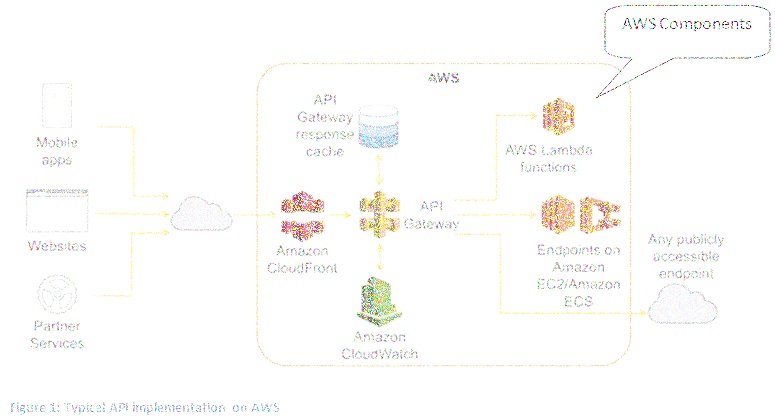 AWS Components
AWS
API
Gateway
response
cache
Mobile
apps
AWS Lambda
functions
API
Gateway
Websites
Amazon
CloudFront
Endpoints on
Amazon
EC2/Amazon
ECS
Any publicly
accessible
endpoint
Partner
Services
Amazon
CloudWatch
Figure 1: Typical API implementation on AWS